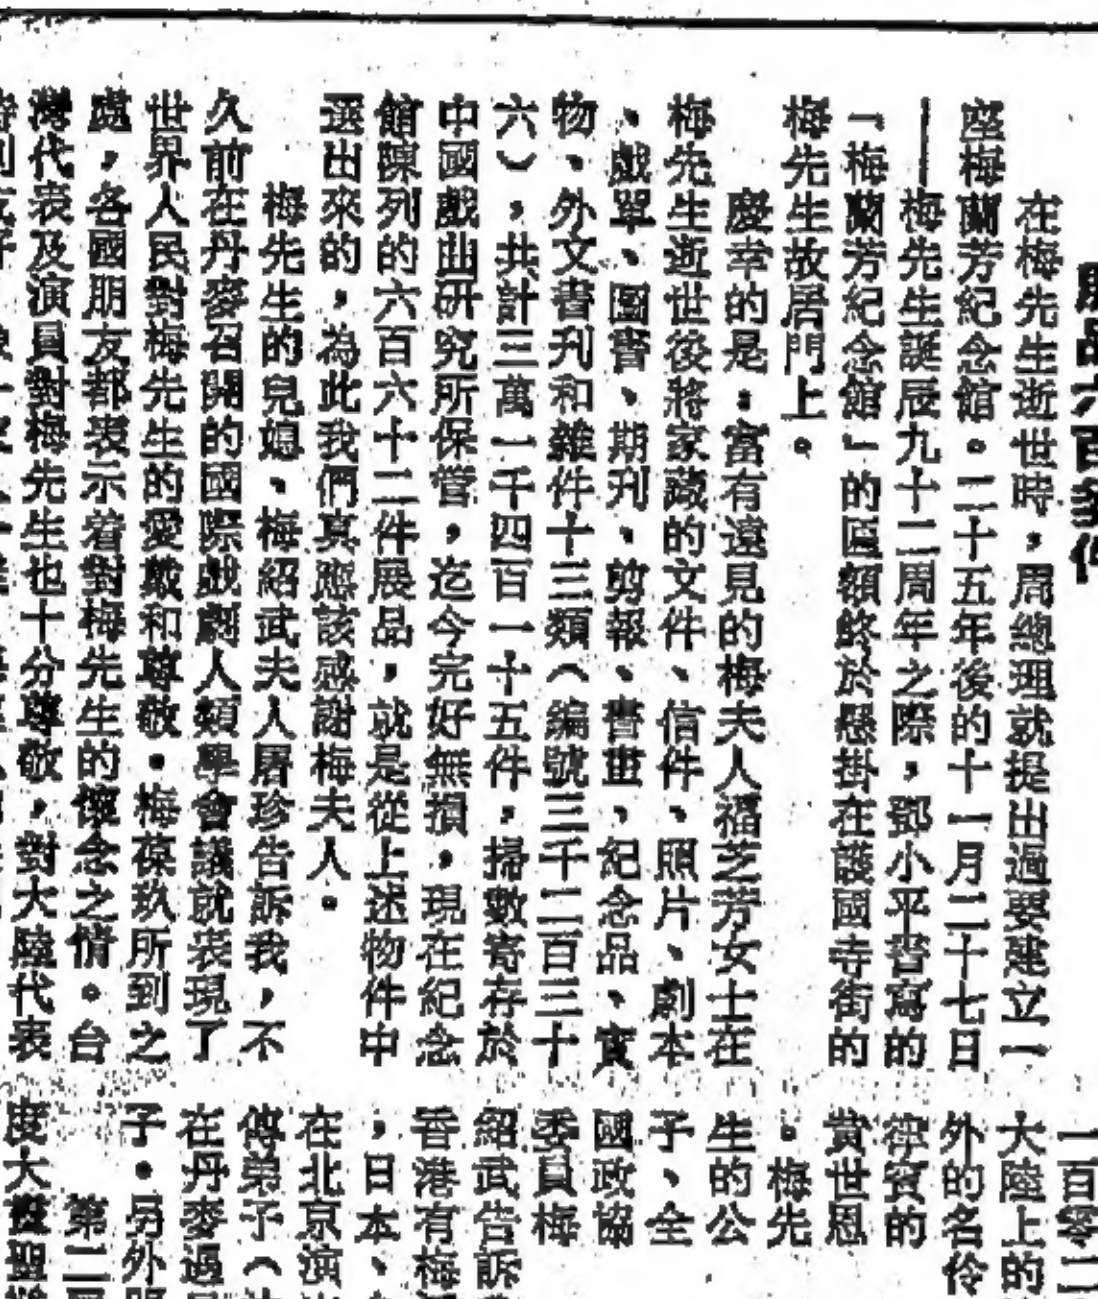 展品六百多件
在梅先生逝世時，周總理就提出過要建立一
座梅蘭芳紀念館。二十五年後的十一月二十七日
——梅先生誕辰九十二周年之際，鄧小平書寫的
「梅蘭芳紀念館」的匾額終於懸掛在護國寺街的
梅先生故居門上。
慶幸的是，富有遠見的梅夫人福芝芳女士在
梅先生逝世後將家藏的文件、信件、照片、劇本
、戲單、圖書、期刊、剪報、書畫、紀念品、實
物、外文書刊和雜件十三類（編號三千二百三十
六），共計三萬一千四百一十五件，掃數寄存於
中國戲曲研究所保管，迄今完好無損，現在紀念
館陳列的六百六十二件展品，就是從上述物件中
選出來的，為此我們真應該感謝梅夫人。
梅先生的兒媳、梅紹武夫人屠珍告訴我，不
久前在丹麥召開的國際戲劇人類學會議就表現了
世界人民對梅先生的愛戴和尊敬。梅葆玖所到之
處，各國朋友都表示着對梅先生的懷念之情。台
灣代表及演員對梅先生也十分尊敬，對大陸代表
一百零二
大陸上的
外的名伶
律賓的
黄世恩
。梅先
生的公
子、全
國政協
委員梅
紹武告訴
香港有梅
，日本、
在北京演
傳弟子（
在丹麥過
子。另外
第二
度大